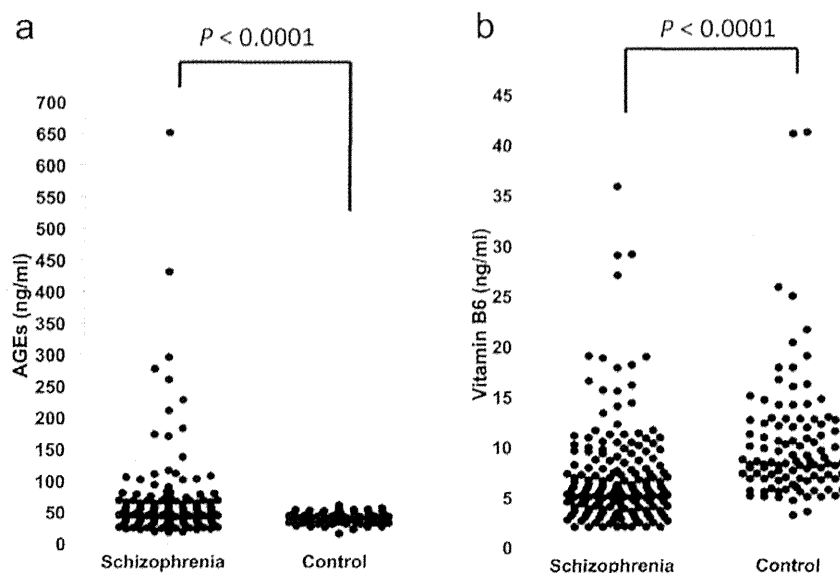 a
P < 0.0001
AGEs (ng/ml)
700
650
600
550
500
450
400
350
300
250
200
150
100
50
0
Schizophrenia
Control
b
P < 0.0001
Vitamin B6 (ng/ml)
45
40
35
30
25
20
15
10
5
0
Schizophrenia
Control